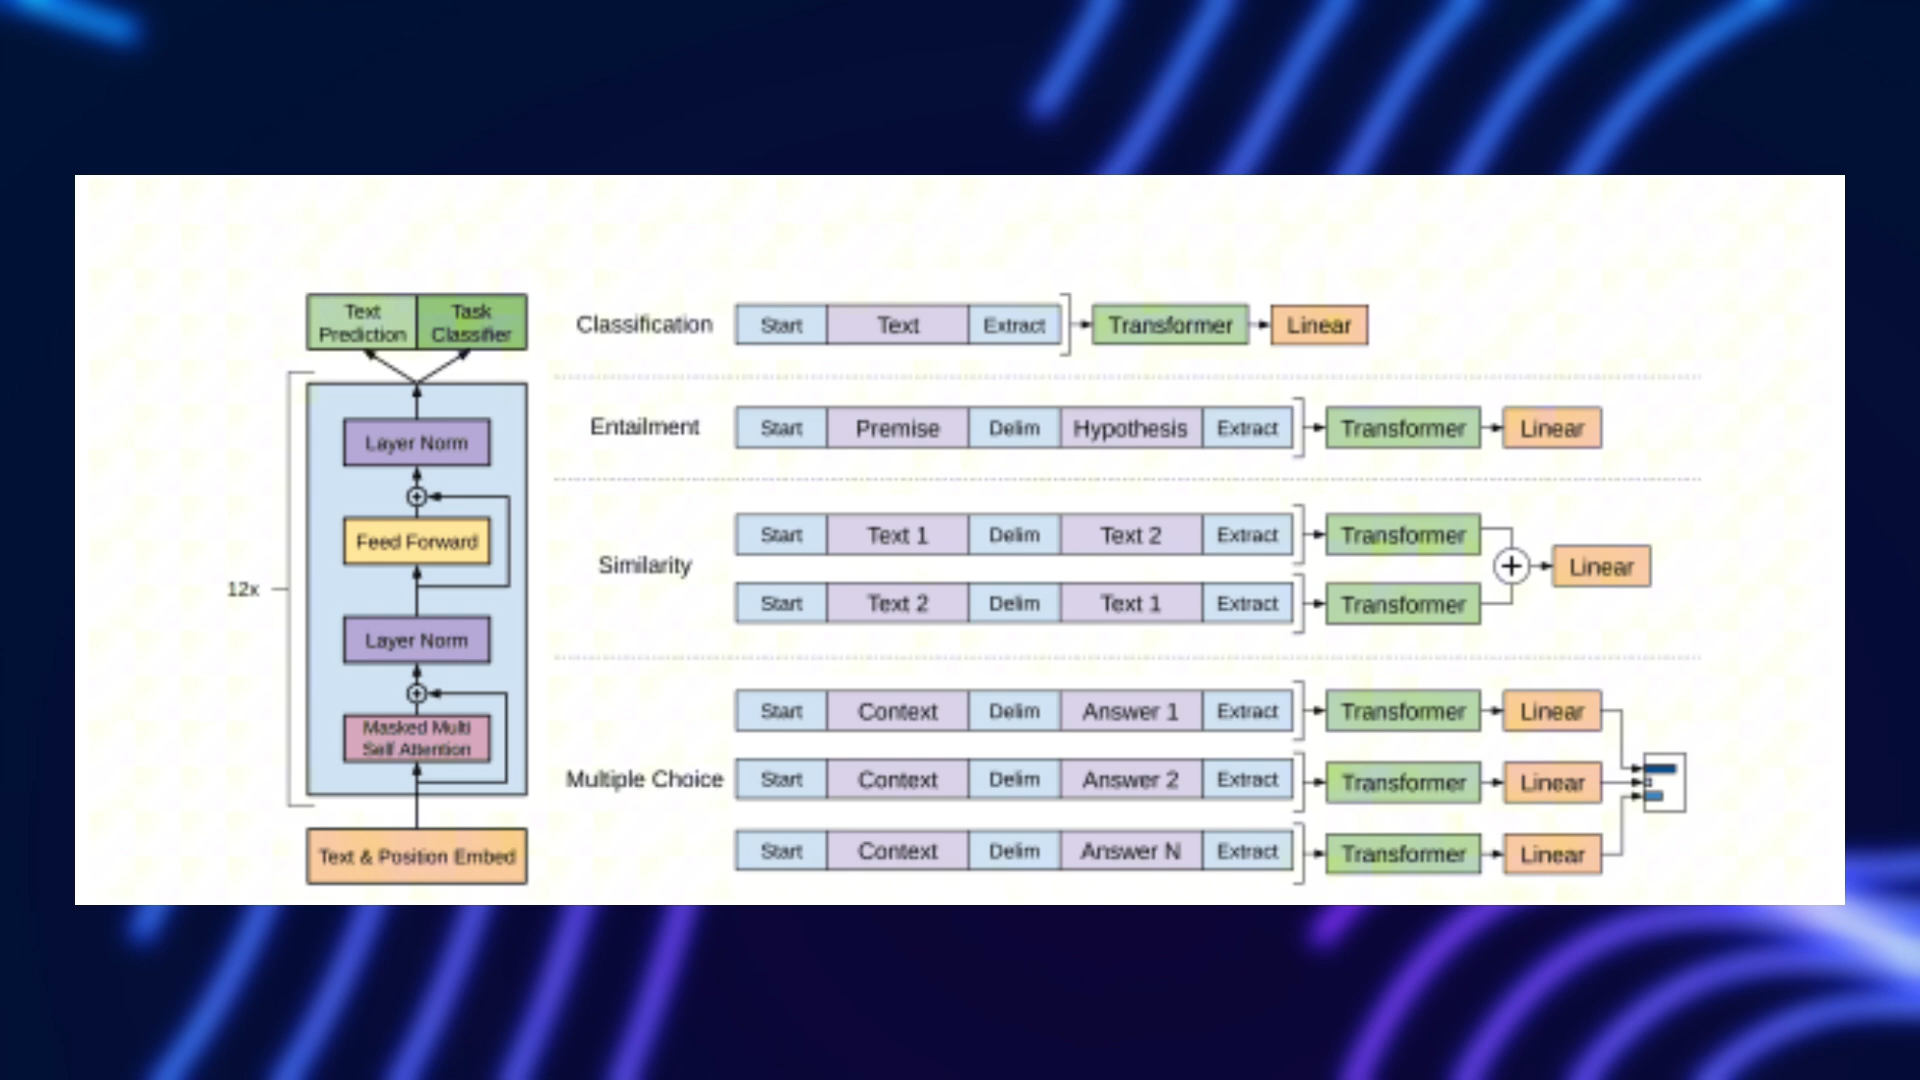 Text
Prediction
Task
Classifier
Layer Norm
Feed Forward
12x
Layer Norm
Masked Multi
Self Attention
Text & Position Embed
Classification
Start Text Extract Transformer Linear
Entailment
Start Premise Delim Hypothesis Extract Transformer Linear
Similarity
Start Text 1 Delim Text 2 Extract Transformer
Start Text 2 Delim Text 1 Extract Transformer
Linear
Multiple Choice
Start Context Delim Answer 1 Extract Transformer Linear
Start Context Delim Answer 2 Extract Transformer Linear
Start Context Delim Answer N Extract Transformer Linear